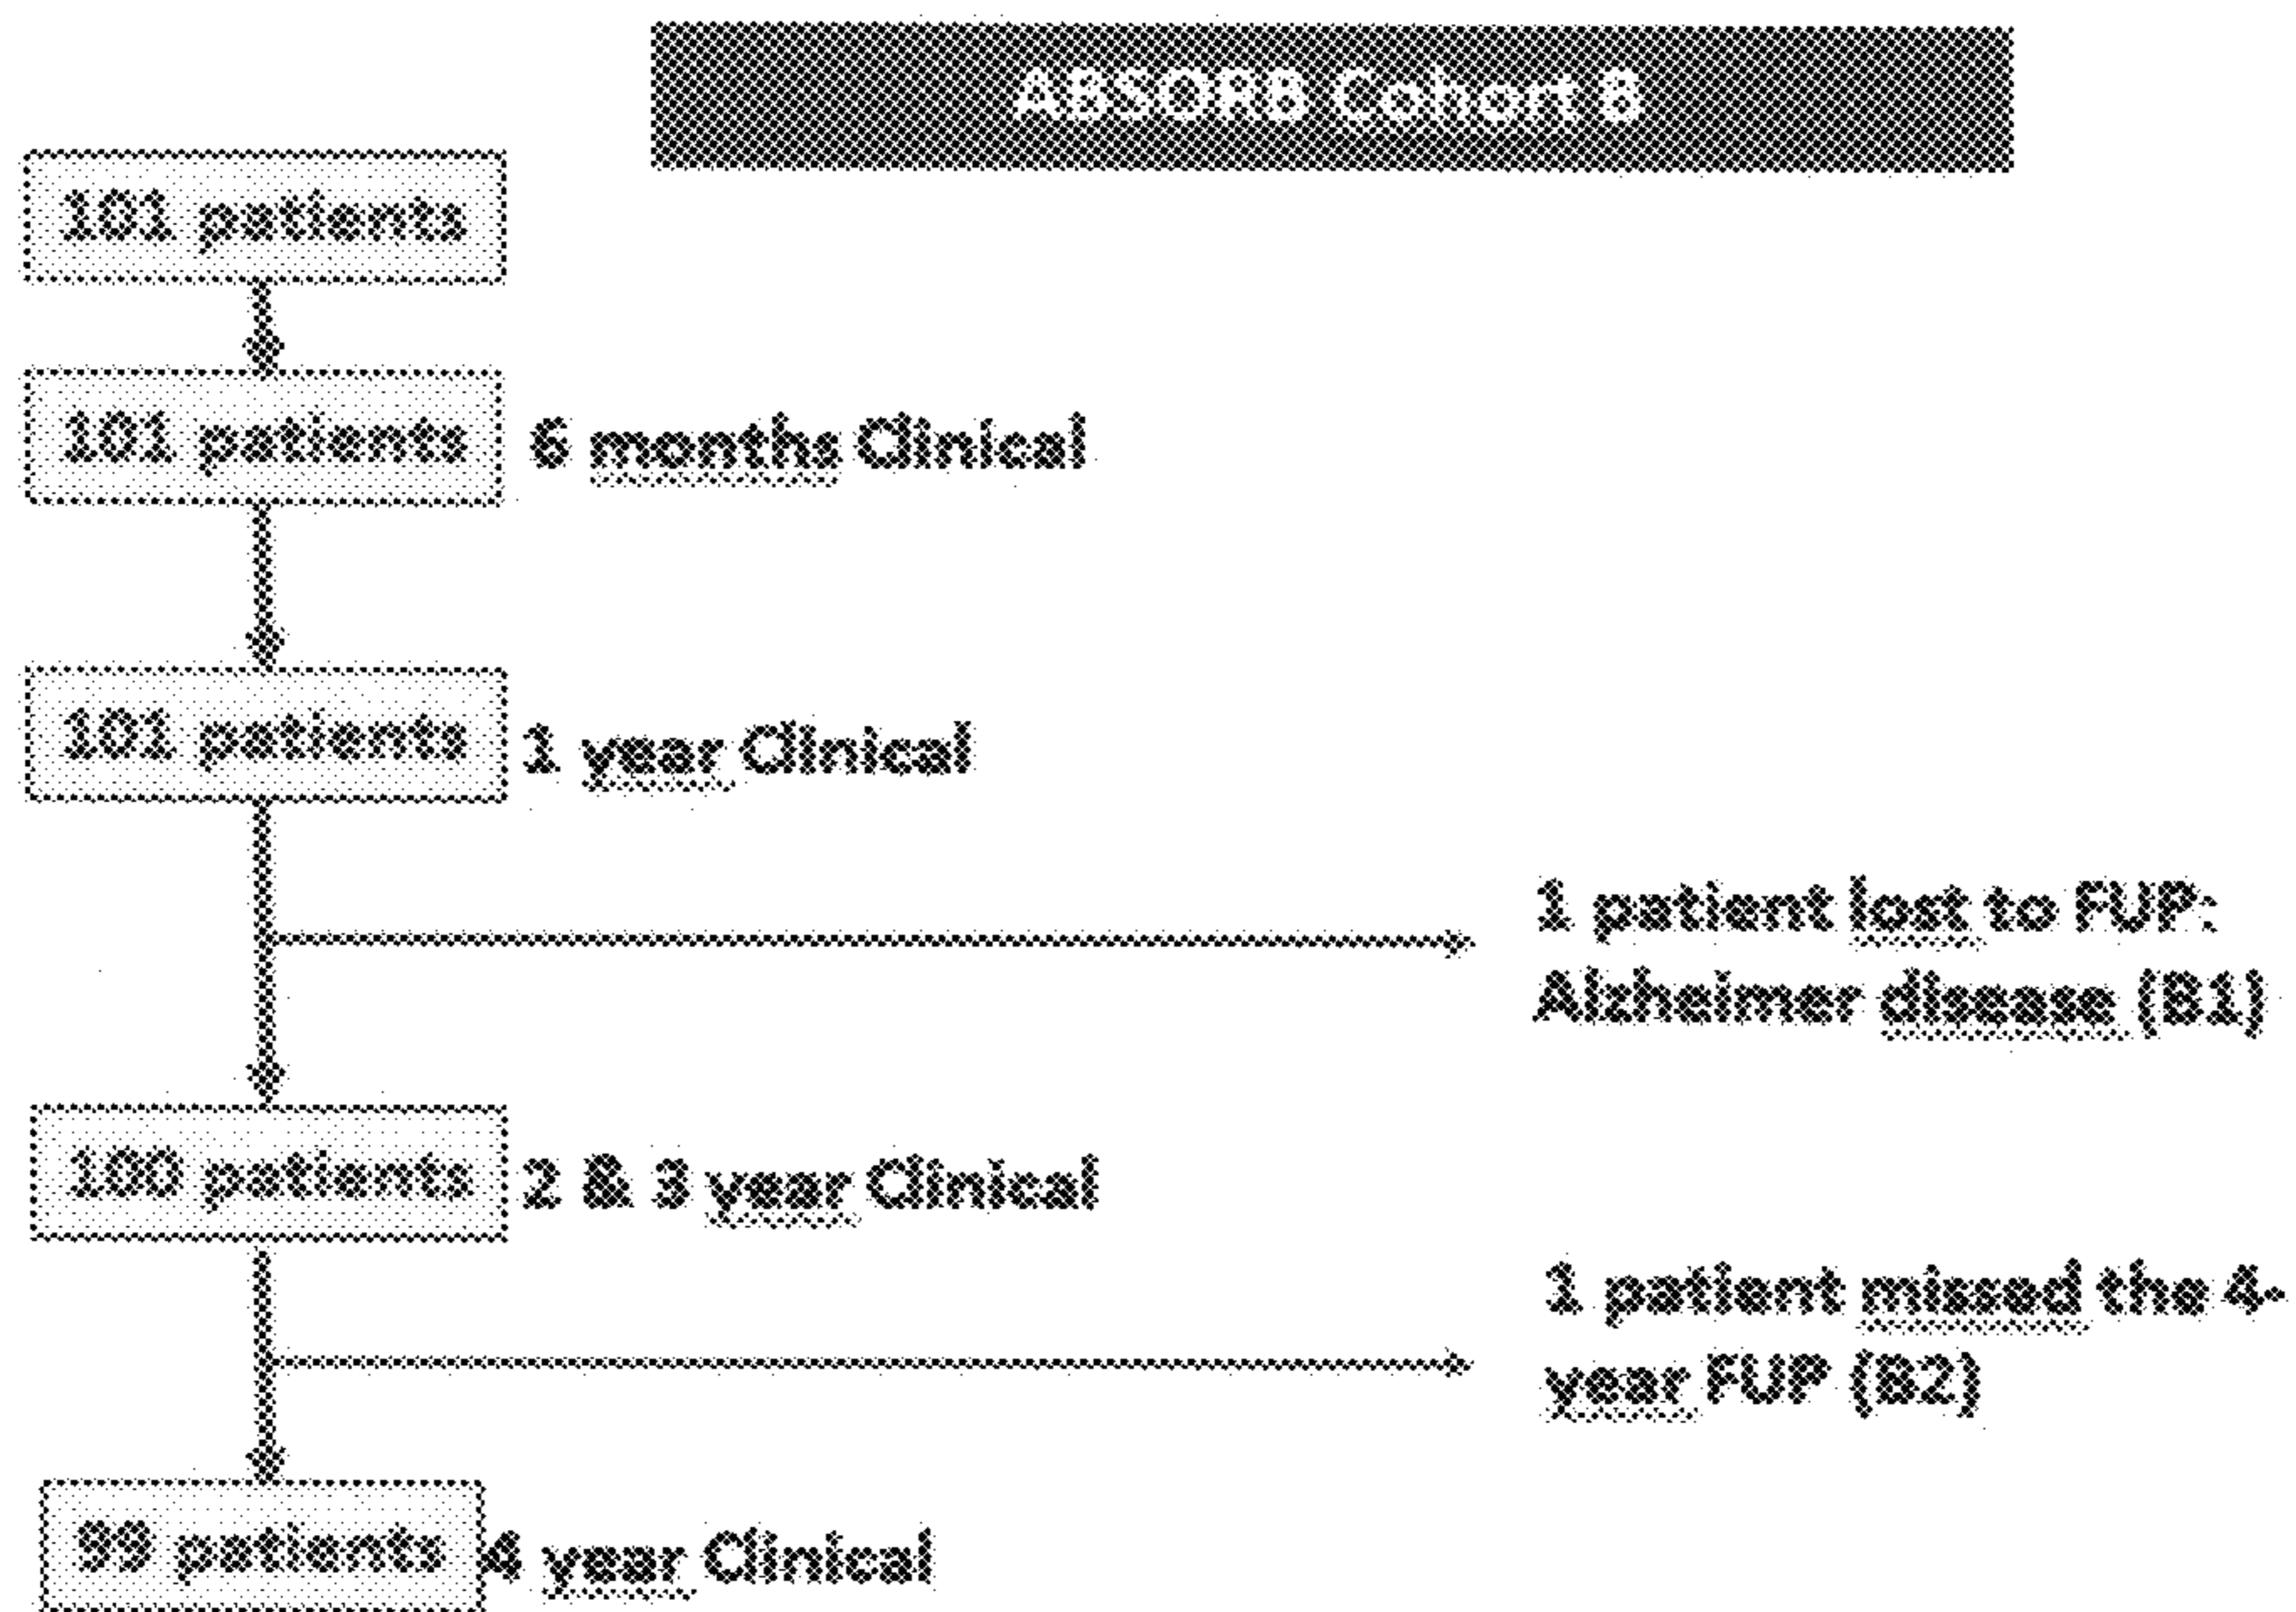 ABSORB Cohort B
101 patients
101 patients
6 months Clinical
101 patients
1 year Clinical
1 patient lost to FUP:
Alzheimer disease (B1)
100 patients
2 & 3 year Clinical
1 patient missed the 4-
year FUP (B2)
99 patients
4 year Clinical